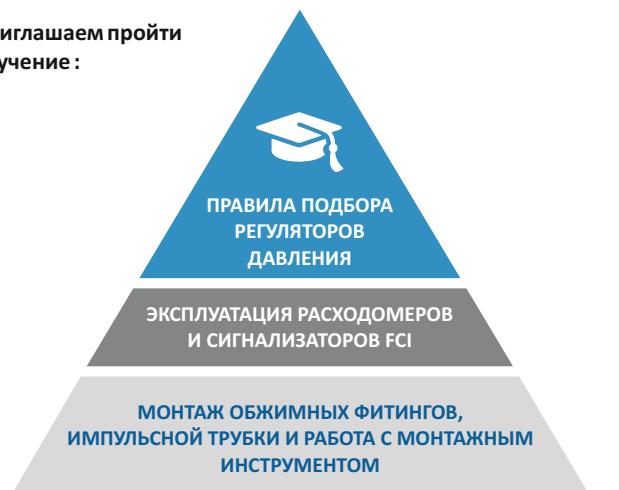 иглашаем пройти
учение :
ПРАВИЛА ПОДБОРА
РЕГУЛЯТОРОВ
ДАВЛЕНИЯ
ЭКСПЛУАТАЦИЯ РАСХОДОМЕРОВ
И СИГНАЛИЗАТОРОВ FCI
МОНТАЖ ОБЖИМНЫХ ФИТИНГОВ,
ИМПУЛЬСНОЙ ТРУБКИ И РАБОТА С МОНТАЖНЫМ
ИНСТРУМЕНТОМ